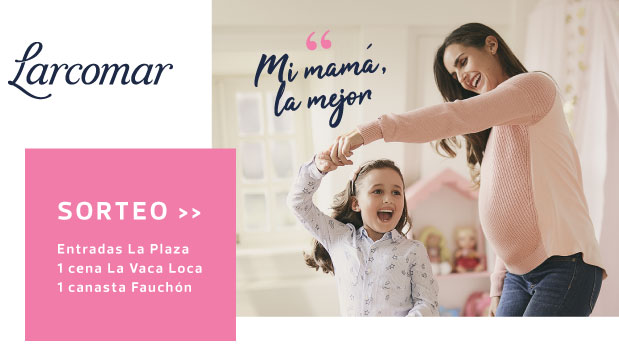 Larcomar
“
Mi mamá,
la mejor
SORTEO >>
Entradas La Plaza
1 cena La Vaca Loca
1 canasta Fauchón